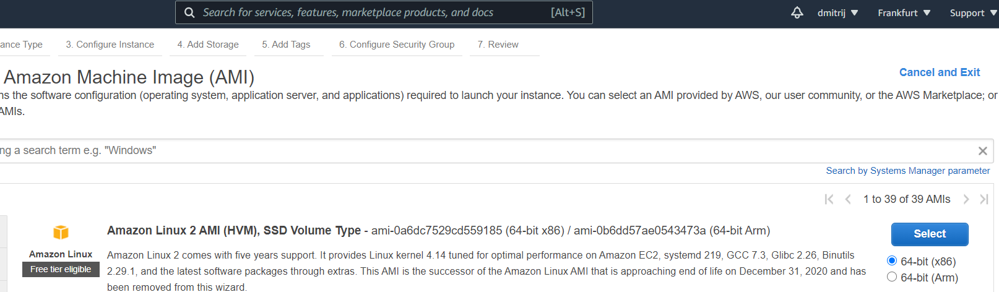 Search for services, features, marketplace products, and docs [Alt+S] dmitrij Frankfurt Support
ance Type 3. Configure Instance 4. Add Storage 5. Add Tags 6. Configure Security Group 7. Review
Amazon Machine Image (AMI) Cancel and Exit
ns the software configuration (operating system, application server, and applications) required to launch your instance. You can select an AMI provided by AWS, our user community, or the AWS Marketplace; or
AMIs.
ng a search term e.g. "Windows"
Search by Systems Manager parameter
1 to 39 of 39 AMIs
Amazon Linux 2 AMI (HVM), SSD Volume Type - ami-0a6dc7529cd559185 (64-bit x86) / ami-0b6dd57ae0543473a (64-bit Arm)
Select
Amazon Linux
Free tier eligible
Amazon Linux 2 comes with five years support. It provides Linux kernel 4.14 tuned for optimal performance on Amazon EC2, systemd 219, GCC 7.3, Glibc 2.26, Binutils
2.29.1, and the latest software packages through extras. This AMI is the successor of the Amazon Linux AMI that is approaching end of life on December 31, 2020 and has
been removed from this wizard.
64-bit (x86)
64-bit (Arm)